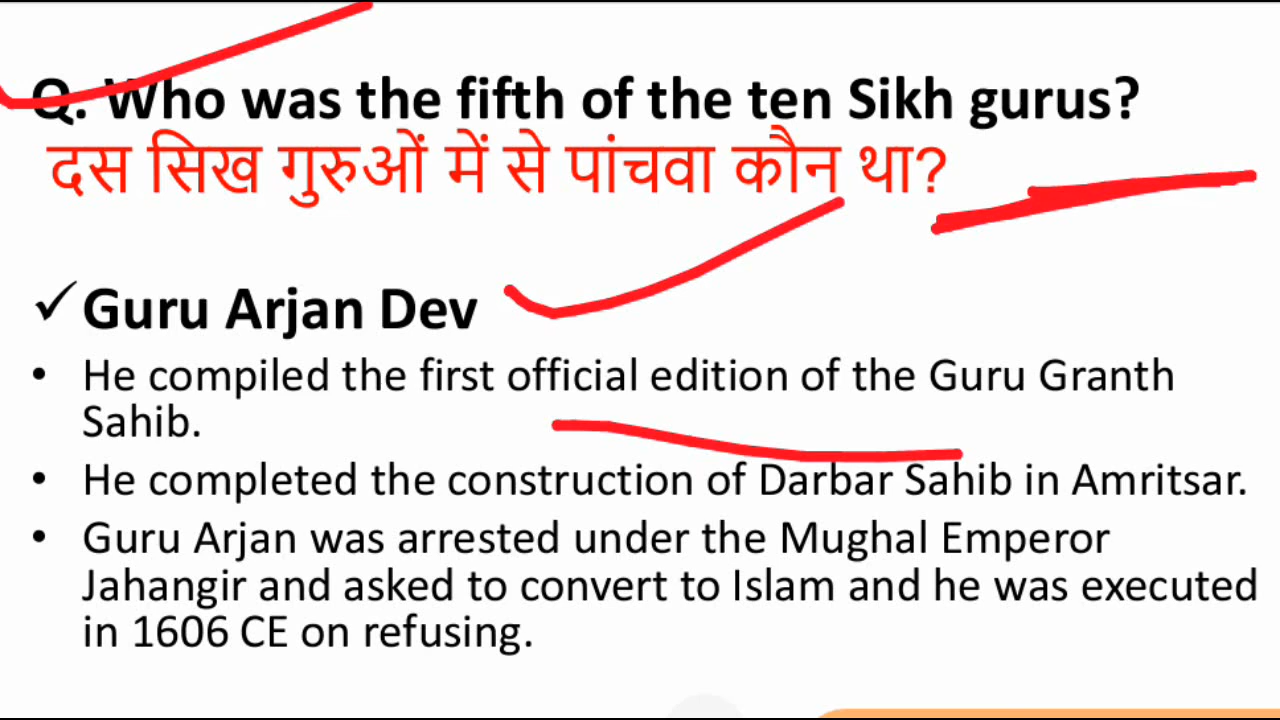 Q. Who was the fifth of the ten Sikh gurus?
दस सिख गुरुओं में से पांचवा कौन था?
✓ Guru Arjan Dev
• He compiled the first official edition of the Guru Granth
Sahib.
• He completed the construction of Darbar Sahib in Amritsar.
• Guru Arjan was arrested under the Mughal Emperor
Jahangir and asked to convert to Islam and he was executed
in 1606 CE on refusing.